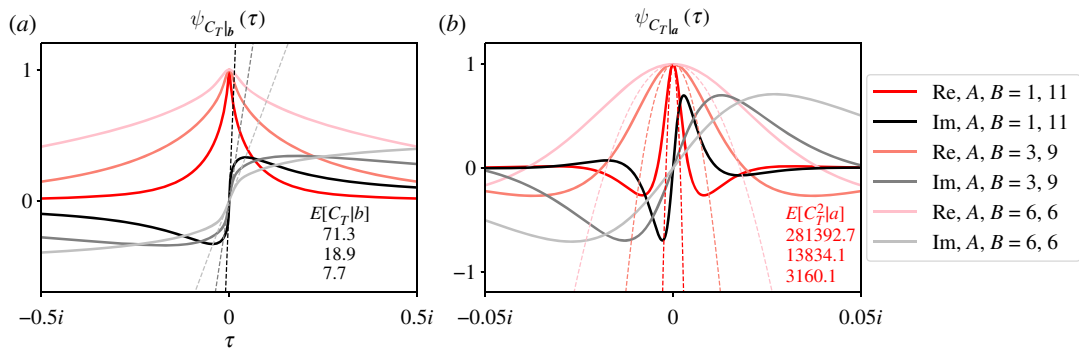 (a)
ψ_{C_T|b}(τ)
1
0
E[C_T|b]
71.3
18.9
7.7
−0.5i
0
0.5i
τ
(b)
ψ_{C_T|a}(τ)
1
0
−1
E[C_T^2|a]
281392.7
13834.1
3160.1
−0.05i
0
0.05i
Re, A, B = 1, 11
Im, A, B = 1, 11
Re, A, B = 3, 9
Im, A, B = 3, 9
Re, A, B = 6, 6
Im, A, B = 6, 6